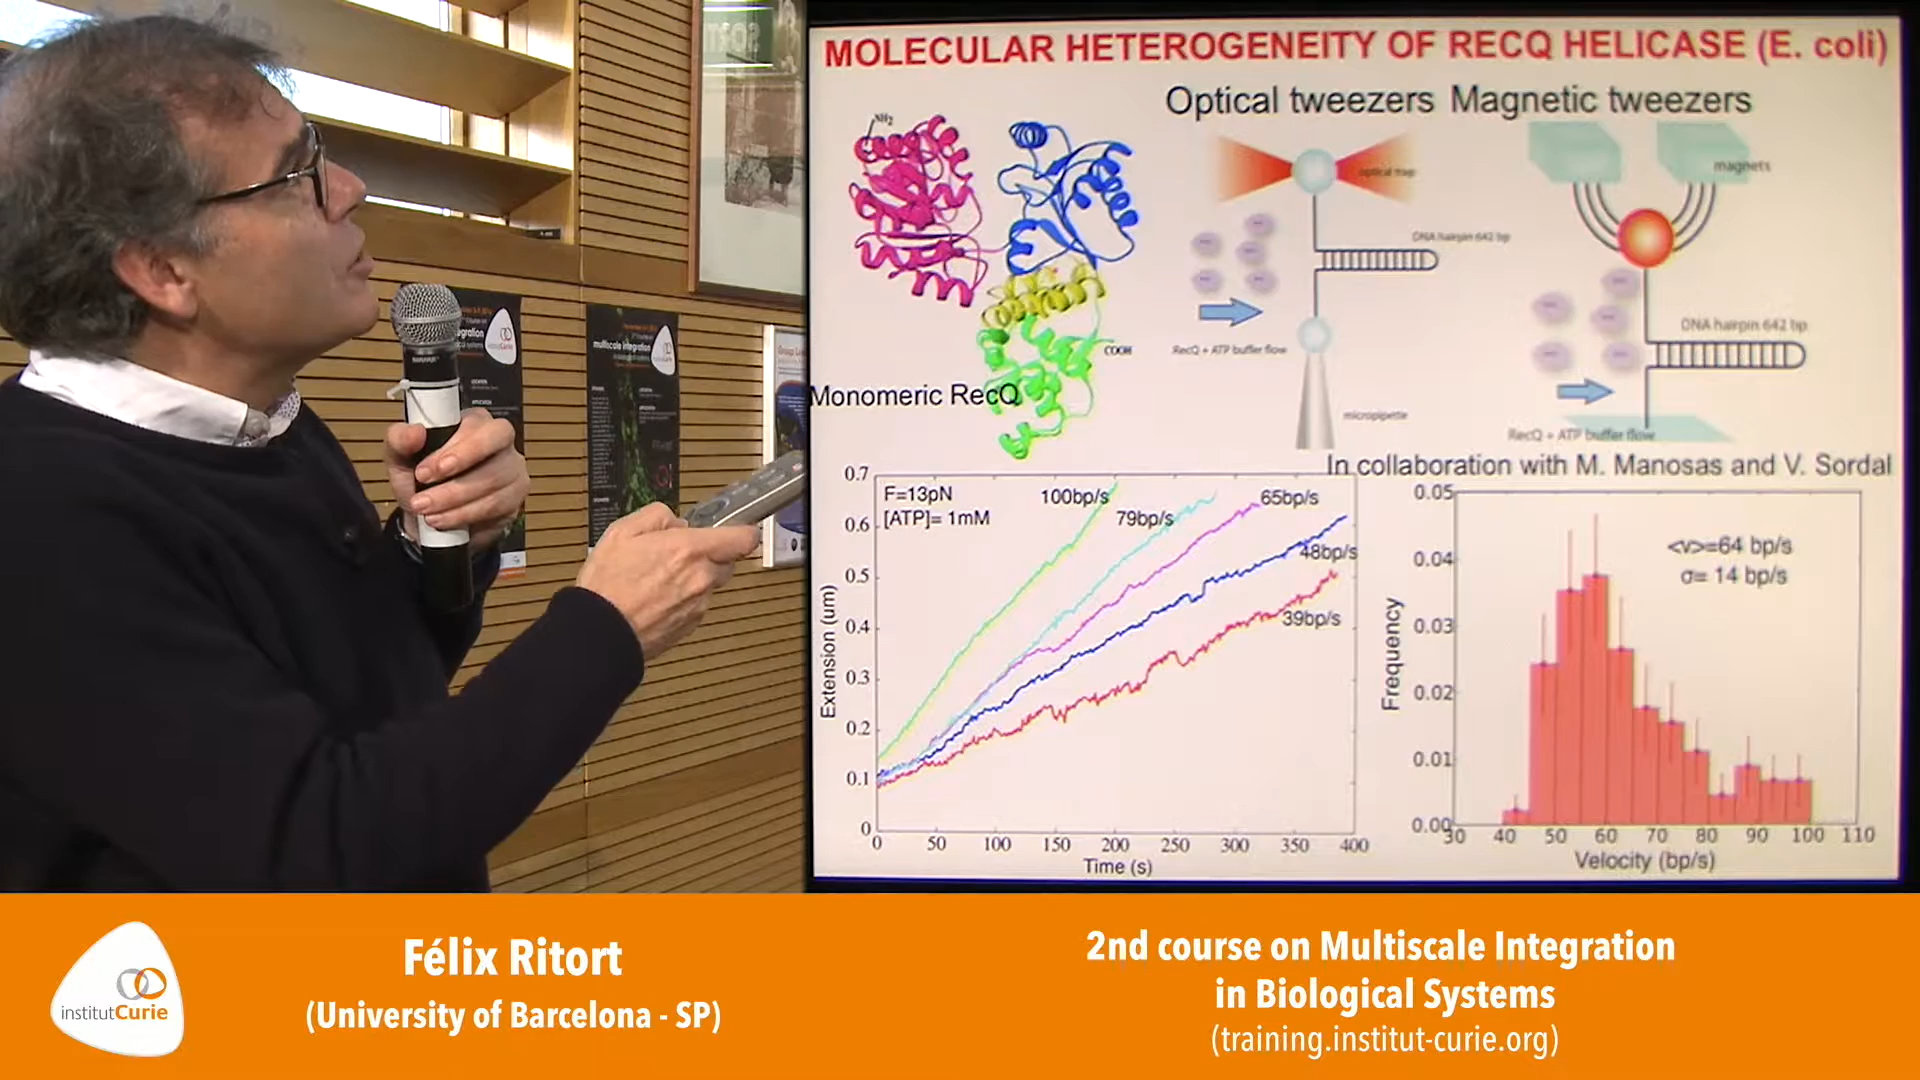 MOLECULAR HETEROGENEITY OF RECQ HELICASE (E. coli)
Optical tweezers Magnetic tweezers
NH2
COOH
Monomeric RecQ
optical trap
DNA hairpin 642 bp
RecQ + ATP buffer flow
micropipette
magnets
DNA hairpin 642 bp
RecQ + ATP buffer flow
In collaboration with M. Manosas and V. Sordal
F=13pN
[ATP]= 1mM
100bp/s
79bp/s
65bp/s
48bp/s
39bp/s
Extension (um)
0.7
0.6
0.5
0.4
0.3
0.2
0.1
0
0 50 100 150 200 250 300 350 400
Time (s)
<v>=64 bp/s
σ= 14 bp/s
Frequency
0.05
0.04
0.03
0.02
0.01
0.00
30 40 50 60 70 80 90 100 110
Velocity (bp/s)
multiscale integration
institutCurie
Félix Ritort
(University of Barcelona - SP)
2nd course on Multiscale Integration
in Biological Systems
(training.institut-curie.org)